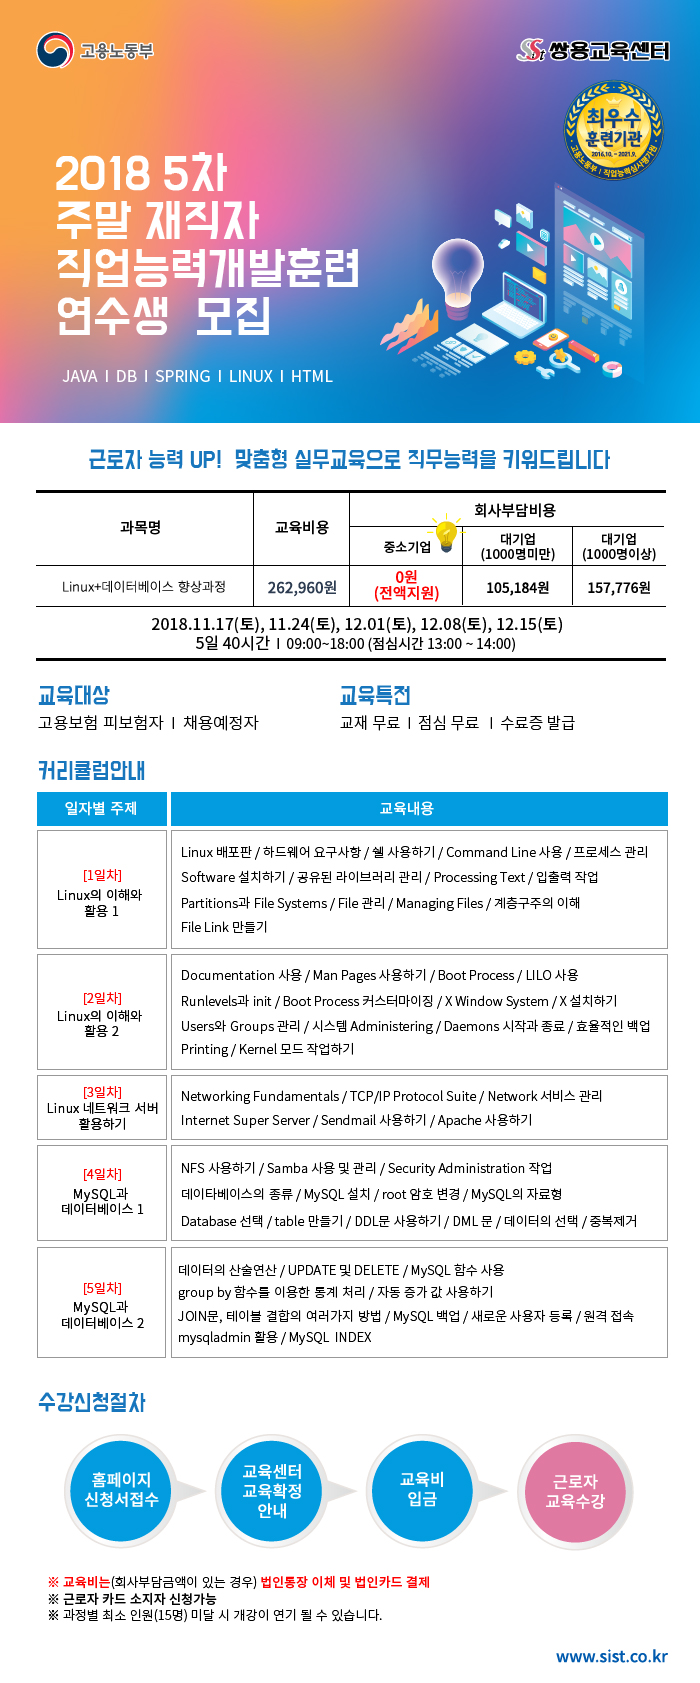 고용노동부
SiSt 쌍용교육센터
최우수
훈련기관
2016.10. ~ 2021.9.
고용노동부 I 직업능력심사평가원
2018 5차
주말 재직자
직업능력개발훈련
연수생 모집
JAVA I DB I SPRING I LINUX I HTML
근로자 능력 UP! 맞춤형 실무교육으로 직무능력을 키워드립니다
과목명
교육비용
회사부담비용
중소기업
대기업
(1000명미만)
대기업
(1000명이상)
Linux+데이터베이스 향상과정
262,960원
0원
(전액지원)
105,184원
157,776원
2018.11.17(토), 11.24(토), 12.01(토), 12.08(토), 12.15(토)
5일 40시간 I 09:00~18:00 (점심시간 13:00 ~ 14:00)
교육대상
고용보험 피보험자 I 채용예정자
교육특전
교재 무료 I 점심 무료 I 수료증 발급
커리큘럼안내
일자별 주제
교육내용
[1일차]
Linux의 이해와
활용 1
Linux 배포판 / 하드웨어 요구사항 / 쉘 사용하기 / Command Line 사용 / 프로세스 관리
Software 설치하기 / 공유된 라이브러리 관리 / Processing Text / 입출력 작업
Partitions과 File Systems / File 관리 / Managing Files / 계층구주의 이해
File Link 만들기
[2일차]
Linux의 이해와
활용 2
Documentation 사용 / Man Pages 사용하기 / Boot Process / LILO 사용
Runlevels과 init / Boot Process 커스터마이징 / X Window System / X 설치하기
Users와 Groups 관리 / 시스템 Administering / Daemons 시작과 종료 / 효율적인 백업
Printing / Kernel 모드 작업하기
[3일차]
Linux 네트워크 서버
활용하기
Networking Fundamentals / TCP/IP Protocol Suite / Network 서비스 관리
Internet Super Server / Sendmail 사용하기 / Apache 사용하기
[4일차]
MySQL과
데이터베이스 1
NFS 사용하기 / Samba 사용 및 관리 / Security Administration 작업
데이타베이스의 종류 / MySQL 설치 / root 암호 변경 / MySQL의 자료형
Database 선택 / table 만들기 / DDL문 사용하기 / DML 문 / 데이터의 선택 / 중복제거
[5일차]
MySQL과
데이터베이스 2
데이터의 산술연산 / UPDATE 및 DELETE / MySQL 함수 사용
group by 함수를 이용한 통계 처리 / 자동 증가 값 사용하기
JOIN문, 테이블 결합의 여러가지 방법 / MySQL 백업 / 새로운 사용자 등록 / 원격 접속
mysqladmin 활용 / MySQL INDEX
수강신청절차
홈페이지
신청서접수
교육센터
교육확정
안내
교육비
입금
근로자
교육수강
※ 교육비는(회사부담금액이 있는 경우) 법인통장 이체 및 법인카드 결제
※ 근로자 카드 소지자 신청가능
※ 과정별 최소 인원(15명) 미달 시 개강이 연기 될 수 있습니다.
www.sist.co.kr